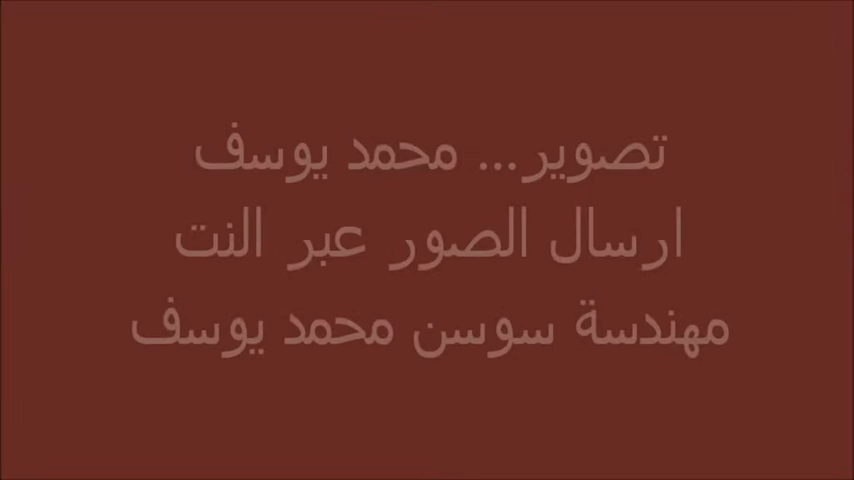 تصوير... محمد يوسف
ارسال الصور عبر النت
مهندسة سوسن محمد يوسف